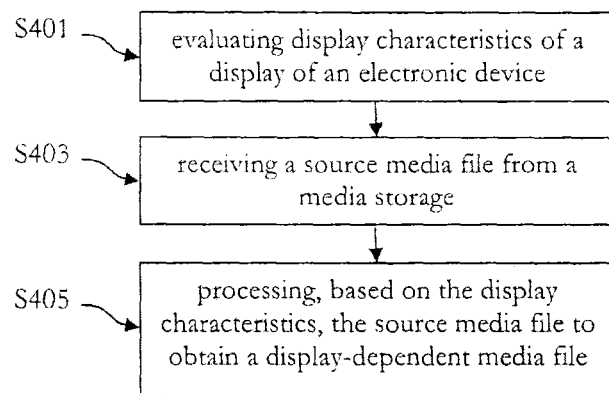 S401
evaluating display characteristics of a
display of an electronic device
S403
receiving a source media file from a
media storage
S405
processing, based on the display
characteristics, the source media file to
obtain a display-dependent media file